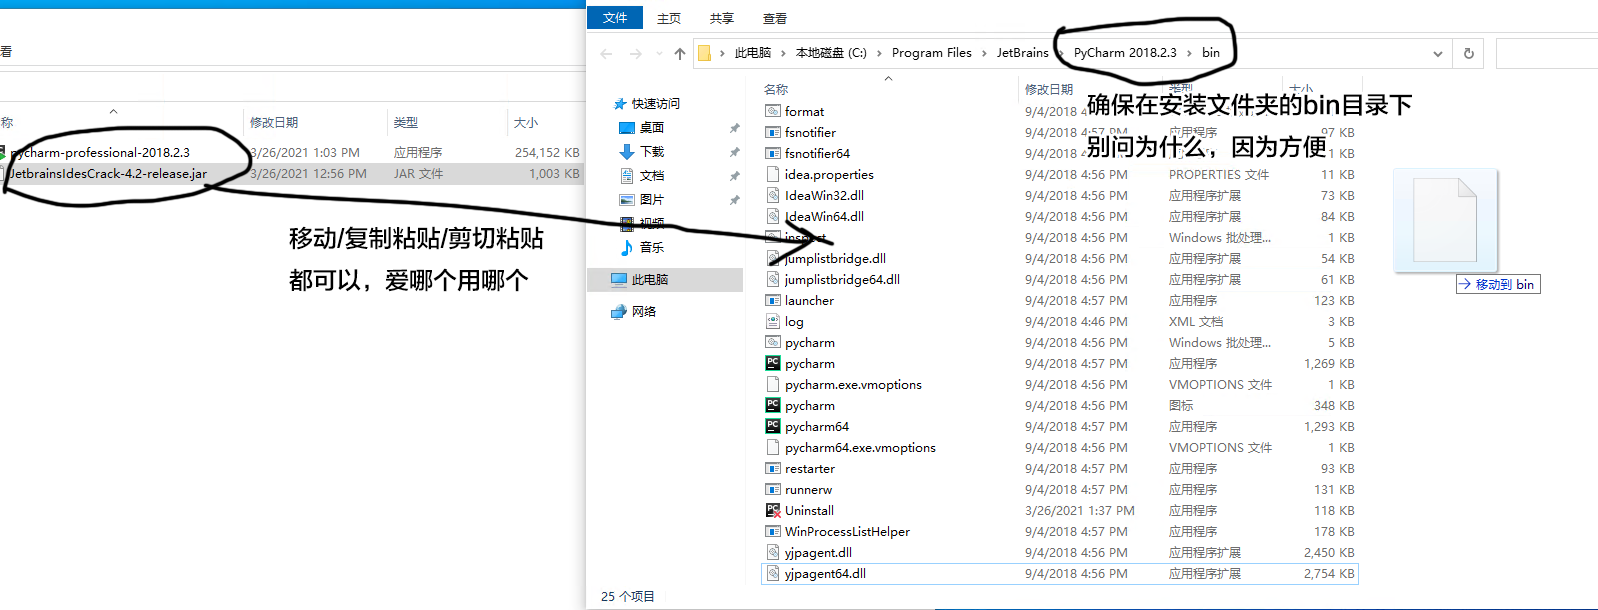 看
称
修改日期
类型
大小
pycharm-professional-2018.2.3
3/26/2021 1:03 PM
应用程序
254,152 KB
JetbrainsIdesCrack-4.2-release.jar
3/26/2021 12:56 PM
JAR 文件
1,003 KB
移动/复制粘贴/剪切粘贴
都可以，爱哪个用哪个
文件
主页
共享
查看
此电脑 › 本地磁盘 (C:) › Program Files › JetBrains › PyCharm 2018.2.3 › bin
快速访问
桌面
下载
文档
图片
视频
音乐
此电脑
网络
名称
修改日期
类型
大小
确保在安装文件夹的bin目录下
别问为什么，因为方便
format
9/4/2018 4
fsnotifier
9/4/2018 4:57 PM
应用程序
97 KB
fsnotifier64
9/4/2018 4
idea.properties
9/4/2018 4:56 PM
PROPERTIES 文件
11 KB
IdeaWin32.dll
9/4/2018 4:56 PM
应用程序扩展
73 KB
IdeaWin64.dll
9/4/2018 4:56 PM
应用程序扩展
84 KB
inspect
9/4/2018 4:56 PM
Windows 批处理...
1 KB
jumplistbridge.dll
9/4/2018 4:56 PM
应用程序扩展
54 KB
jumplistbridge64.dll
9/4/2018 4:56 PM
应用程序扩展
61 KB
launcher
9/4/2018 4:56 PM
应用程序
123 KB
log
9/4/2018 4:46 PM
XML 文档
3 KB
pycharm
9/4/2018 4:56 PM
Windows 批处理...
5 KB
pycharm
9/4/2018 4:57 PM
应用程序
1,269 KB
pycharm.exe.vmoptions
9/4/2018 4:56 PM
VMOPTIONS 文件
1 KB
pycharm
9/4/2018 4:56 PM
图标
348 KB
pycharm64
9/4/2018 4:57 PM
应用程序
1,293 KB
pycharm64.exe.vmoptions
9/4/2018 4:56 PM
VMOPTIONS 文件
1 KB
restarter
9/4/2018 4:57 PM
应用程序
93 KB
runnerw
9/4/2018 4:57 PM
应用程序
131 KB
Uninstall
3/26/2021 1:37 PM
应用程序
118 KB
WinProcessListHelper
9/4/2018 4:57 PM
应用程序
178 KB
yjpagent.dll
9/4/2018 4:56 PM
应用程序扩展
2,450 KB
yjpagent64.dll
9/4/2018 4:56 PM
应用程序扩展
2,754 KB
移动到 bin
25 个项目